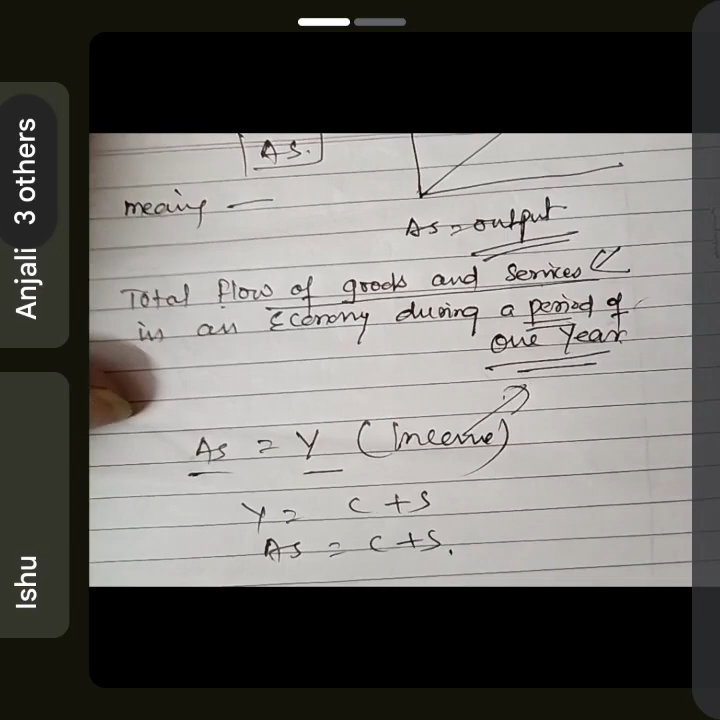 AS.
meaing —
AS = output
Total flow of goods and services
in an Economy during a period of
one year
AS = Y (Income)
Y = C + S
AS = C + S.
Anjali 3 others
Ishu